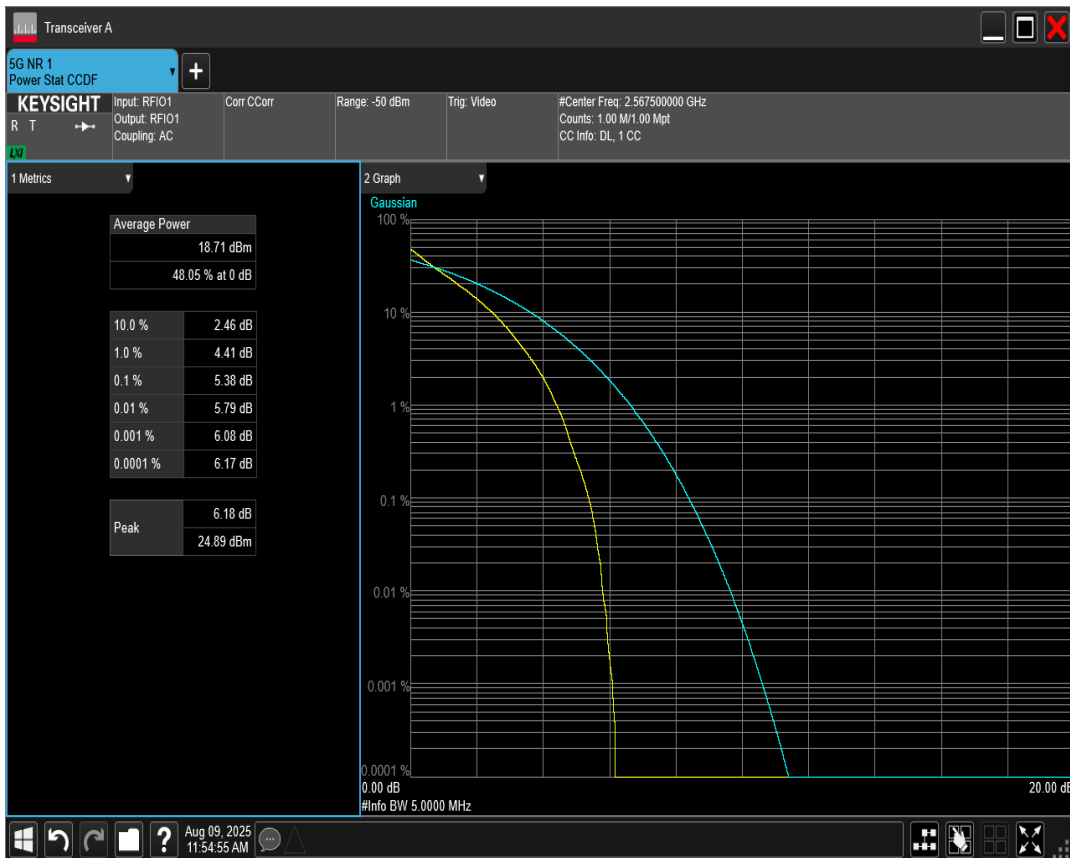 Transceiver A
5G NR 1
Power Stat CCDF
KEYSIGHT
R T
LXI
Input: RFIO1
Output: RFIO1
Coupling: AC
Corr CCorr
Range: -50 dBm
Trig: Video
#Center Freq: 2.567500000 GHz
Counts: 1.00 M/1.00 Mpt
CC Info: DL, 1 CC
1 Metrics
Average Power
18.71 dBm
48.05 % at 0 dB
10.0 % 2.46 dB
1.0 % 4.41 dB
0.1 % 5.38 dB
0.01 % 5.79 dB
0.001 % 6.08 dB
0.0001 % 6.17 dB
Peak
6.18 dB
24.89 dBm
2 Graph
Gaussian
100 %
10 %
1 %
0.1 %
0.01 %
0.001 %
0.0001 %
0.00 dB 20.00 dB
#Info BW 5.0000 MHz
Aug 09, 2025
11:54:55 AM